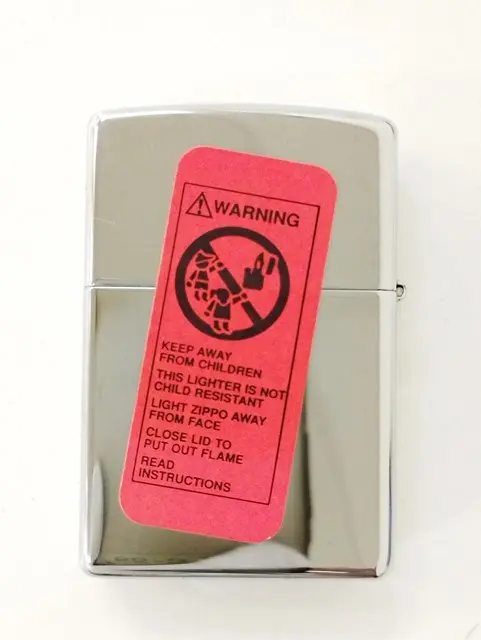 WARNING
KEEP AWAY
FROM CHILDREN
THIS LIGHTER IS NOT
CHILD RESISTANT
LIGHT ZIPPO AWAY
FROM FACE
CLOSE LID TO
PUT OUT FLAME
READ
INSTRUCTIONS